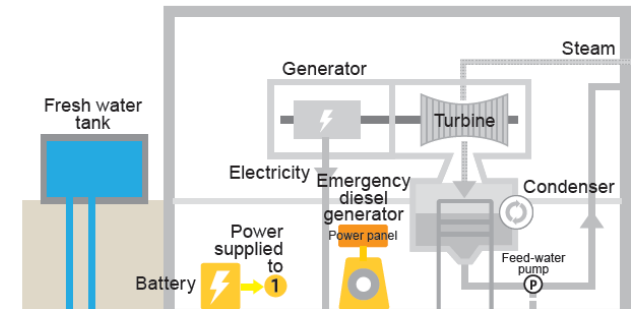 Steam
Generator
Fresh water
tank
Turbine
Electricity
Emergency
diesel
generator
Condenser
Power
supplied
to
Power panel
Feed-water
pump
Battery
1
P